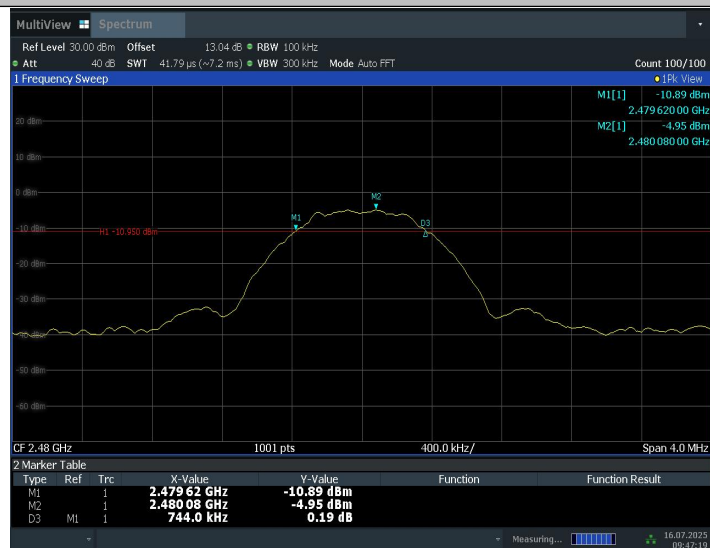 MultiView Spectrum
Ref Level 30.00 dBm Offset 13.04 dB RBW 100 kHz
Att 40 dB SWT 41.79 µs (~7.2 ms) VBW 300 kHz Mode Auto FFT Count 100/100
1 Frequency Sweep 1Pk View
M1[1] -10.89 dBm
2.479 620 00 GHz
20 dBm M2[1] -4.95 dBm
2.480 080 00 GHz
10 dBm
0 dBm
M2
M1 D3
-10 dBm
H1 -10.950 dBm
-20 dBm
-30 dBm
-40 dBm
-50 dBm
-60 dBm
CF 2.48 GHz 1001 pts 400.0 kHz/ Span 4.0 MHz
2 Marker Table
Type Ref Trc X-Value Y-Value Function Function Result
M1 1 2.479 62 GHz -10.89 dBm
M2 1 2.480 08 GHz -4.95 dBm
D3 M1 1 744.0 kHz 0.19 dB
Measuring... 16.07.2025
09:47:19